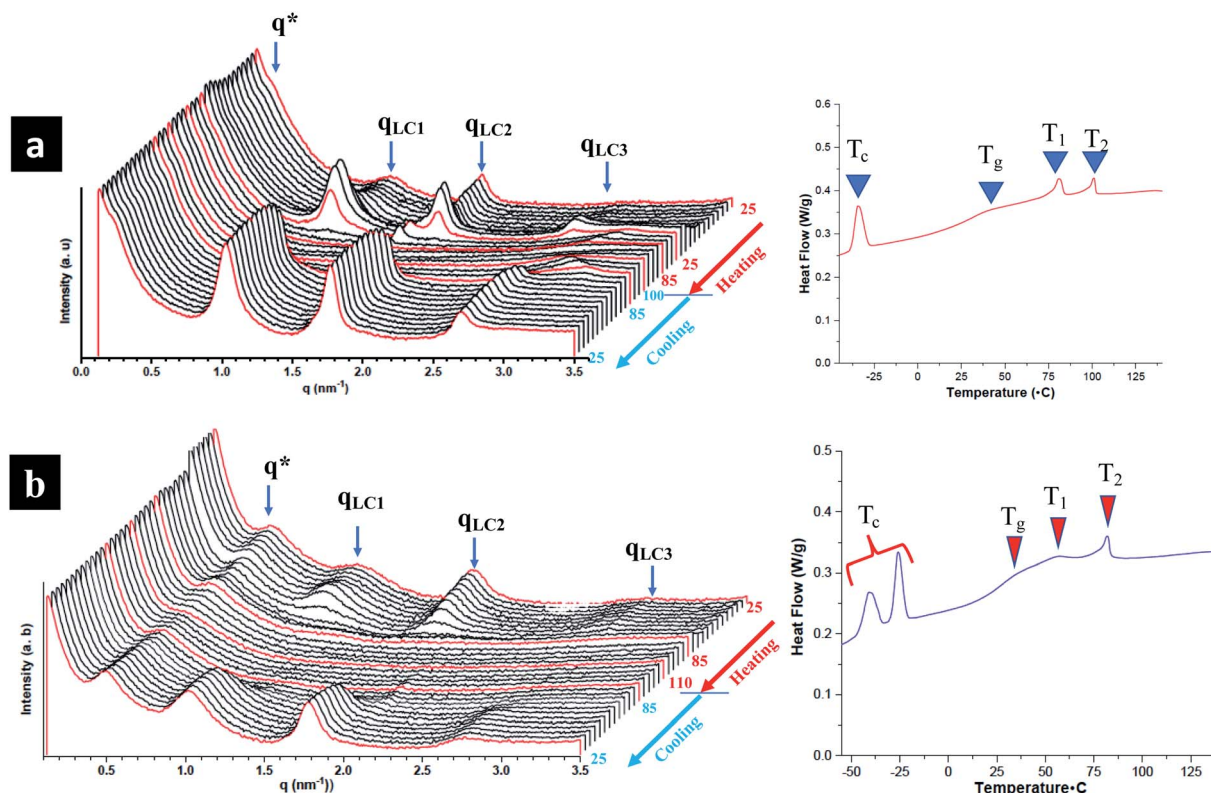 a
q*
qLC1
qLC2
qLC3
25
25
85
100
85
25
Heating
Cooling
Intensity (a. u)
0.0 0.5 1.0 1.5 2.0 2.5 3.0 3.5
q (nm⁻¹)
Tc
Tg
T1
T2
Heat Flow (W/g)
0.6
0.5
0.4
0.3
0.2
0.1
0.0
-25 0 25 50 75 100 125
Temperature (•C)
b
q*
qLC1
qLC2
qLC3
25
85
110
85
25
Heating
Cooling
Intensity (a. b)
0.5 1.0 1.5 2.0 2.5 3.0 3.5
q (nm⁻¹))
Tc
Tg
T1
T2
Heat Flow (W/g)
0.5
0.4
0.3
0.2
0.1
0.0
-50 -25 0 25 50 75 100 125
Temperature•C